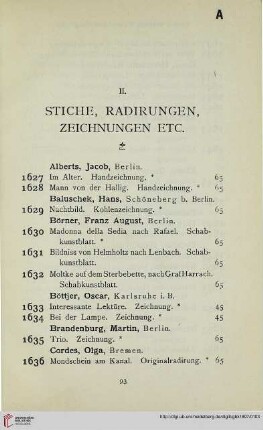 A
II.
STICHE, RADIRUNGEN,
ZEICHNUNGEN ETC.
Alberts, Jacob, Berlin.
1627 Im Alter. Handzeichnung. * 65
1628 Mann von der Hallig. Handzeichnung. * 65
Baluschek, Hans, Schöneberg b. Berlin.
1629 Nachtbild. Kohlezeichnung. * 65
Börner, Franz August, Berlin.
1630 Madonna della Sedia nach Rafael. Schab-
kunstblatt. * 65
1631 Bildniss von Helmholtz nach Lenbach. Schab-
kunstblatt. 65
1632 Moltke auf dem Sterbebette, nach Graf Harrach.
Schabkunstblatt. 65
Böttjer, Oscar, Karlsruhe i. B.
1633 Interessante Lektüre. Zeichnung. * 45
1634 Bei der Lampe. Zeichnung. * 45
Brandenburg, Martin, Berlin.
1635 Trio. Zeichnung. * 65
Cordes, Olga, Bremen.
1636 Mondschein am Kanal. Originalradirung. * 65
93